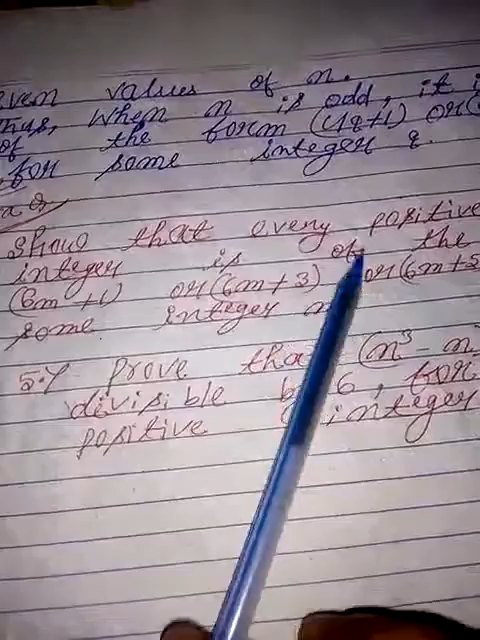 even values of n.
thus, when n is odd, it i
of the form (4q+1) or(
for some integer q.
Show that every positive
integer is of the
(6m+1) or (6m+3) or (6m+5
some integer
5.) Prove that (n³ - n
divisible 6, for
positive integer